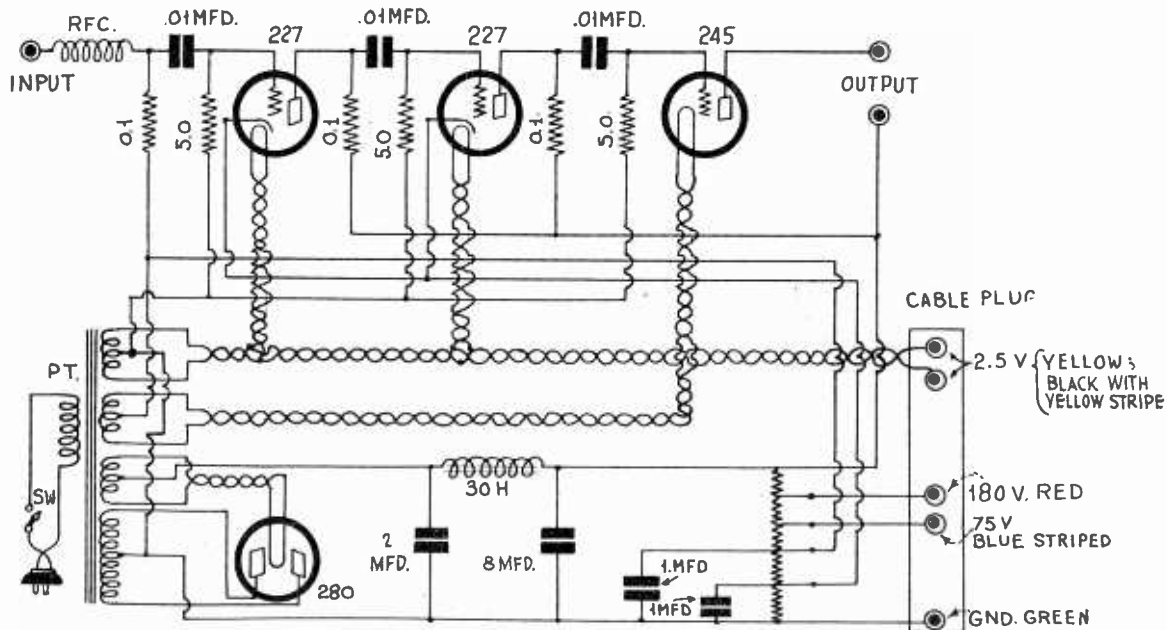 RFC.
.01MFD.
227
.01MFD.
227
.01MFD.
245
INPUT
OUTPUT
0.1
5.0
0.1
5.0
0.1
5.0
CABLE PLUG
2.5 V
YELLOW;
BLACK WITH
YELLOW STRIPE
PT.
SW
30 H
180 V. RED
75 V
BLUE STRIPED
2
MFD.
8 MFD.
1.MFD
1MFD
280
GND. GREEN